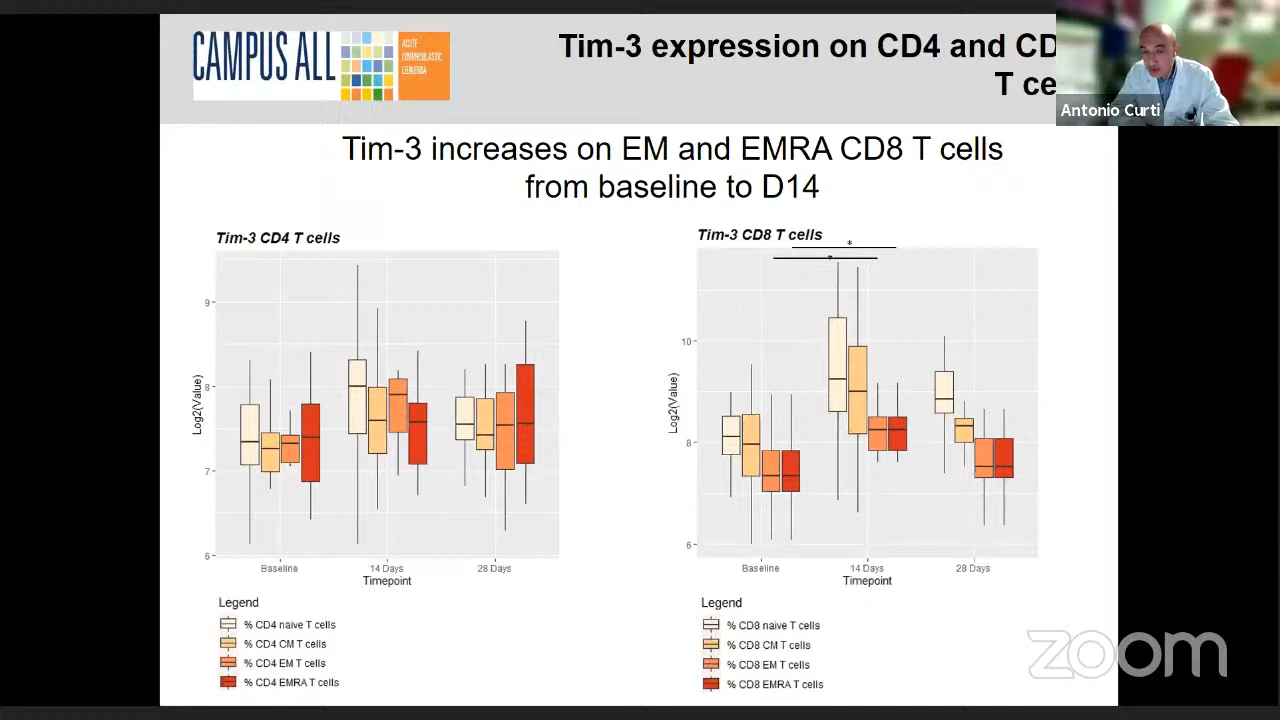 CAMPUS ALL
ACUTE
LYMPHOBLASTIC
LEUKEMIA
Tim-3 expression on CD4 and CD
T ce
Antonio Curti
Tim-3 increases on EM and EMRA CD8 T cells
from baseline to D14
Tim-3 CD4 T cells
9
8
7
6
Log2(Value)
Baseline
14 Days
28 Days
Timepoint
Legend
% CD4 naive T cells
% CD4 CM T cells
% CD4 EM T cells
% CD4 EMRA T cells
Tim-3 CD8 T cells
*
*
10
8
6
Log2(Value)
Baseline
14 Days
28 Days
Timepoint
Legend
% CD8 naive T cells
% CD8 CM T cells
% CD8 EM T cells
% CD8 EMRA T cells
zoom